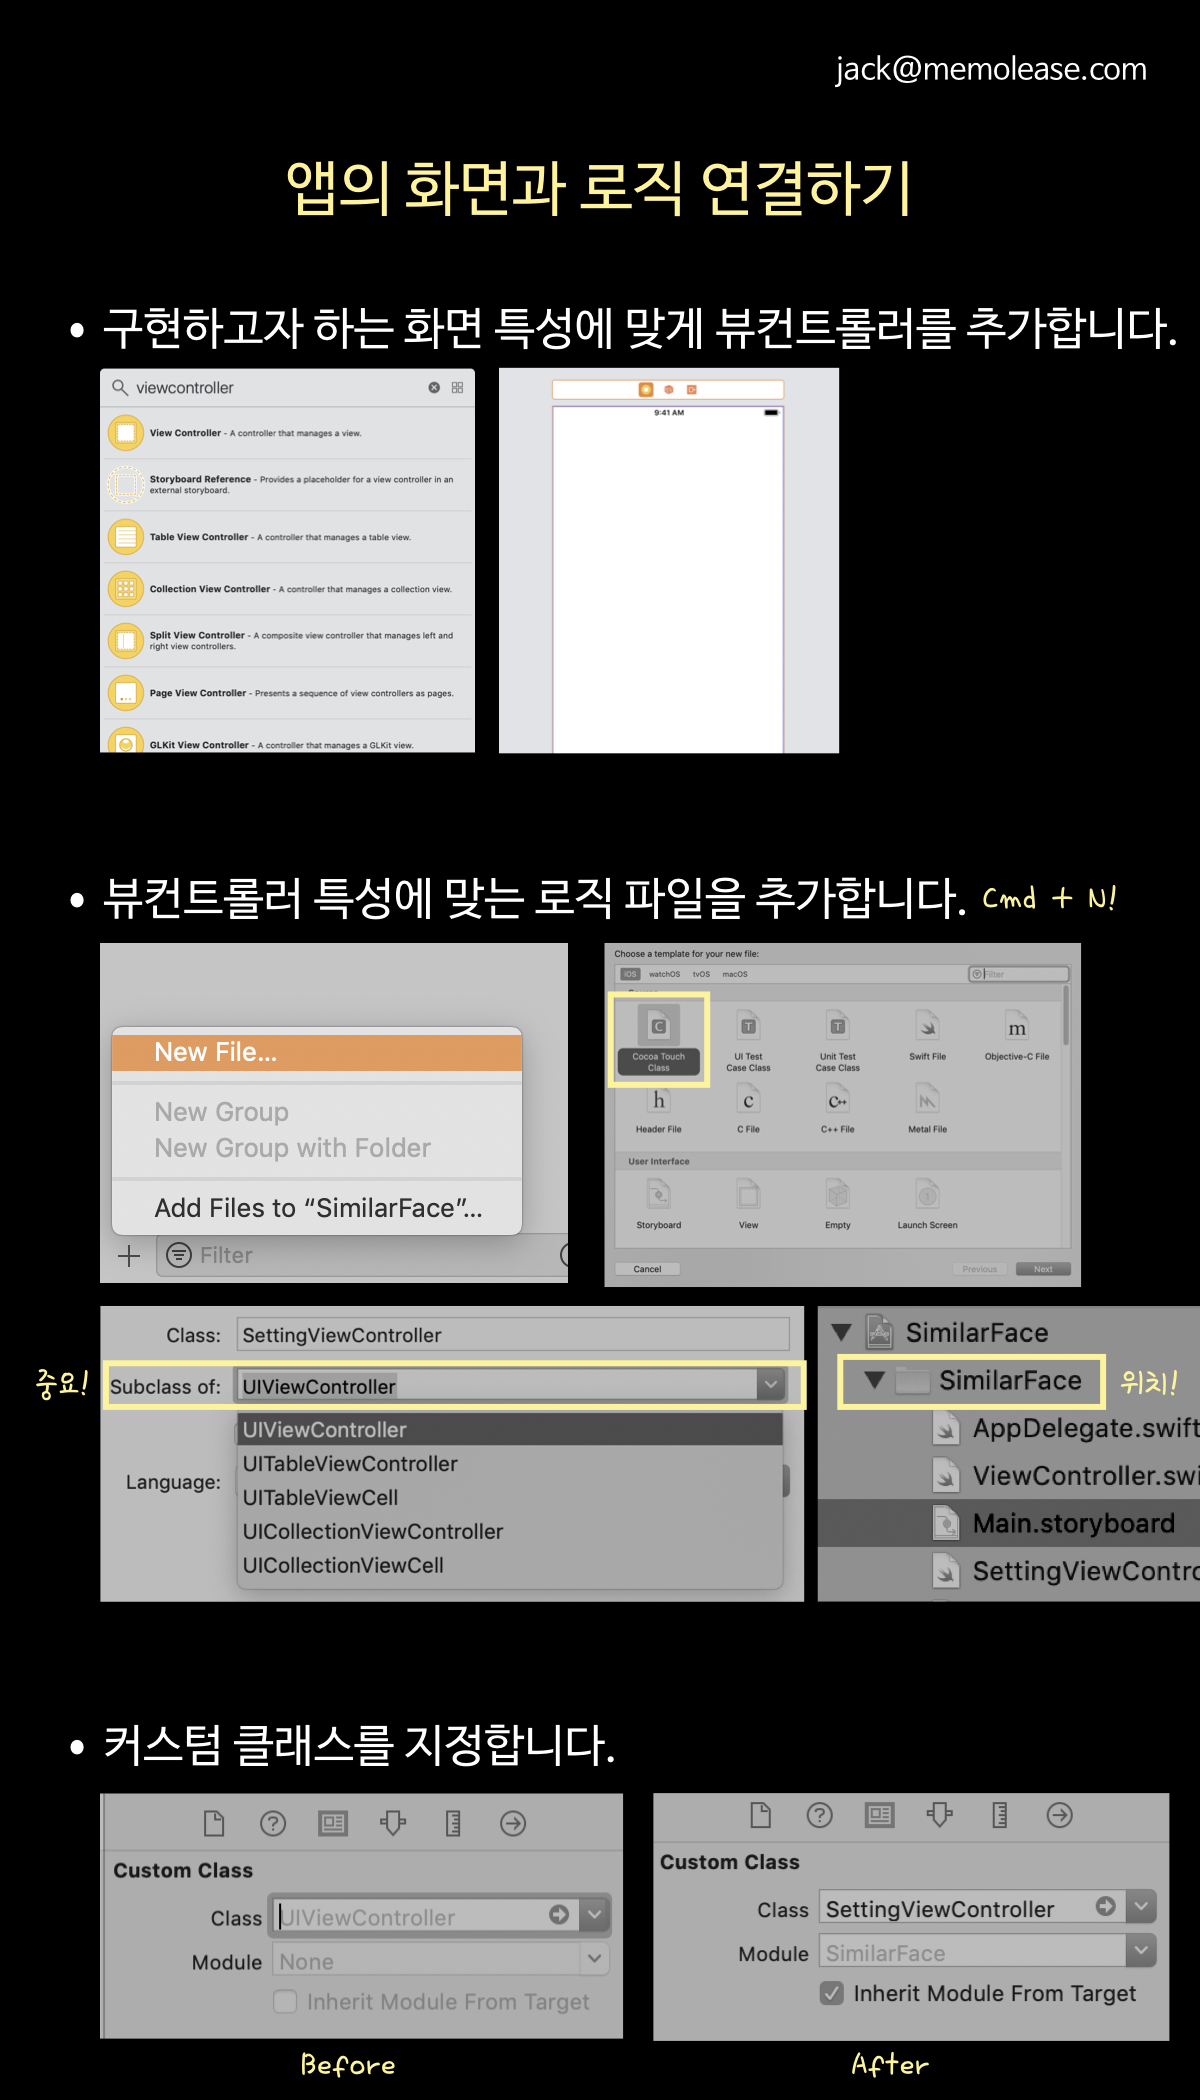 jack@memolease.com
앱의 화면과 로직 연결하기
• 구현하고자 하는 화면 특성에 맞게 뷰컨트롤러를 추가합니다.
viewcontroller
View Controller - A controller that manages a view.
Storyboard Reference - Provides a placeholder for a view controller in an
external storyboard.
Table View Controller - A controller that manages a table view.
Collection View Controller - A controller that manages a collection view.
Split View Controller - A composite view controller that manages left and
right view controllers.
Page View Controller - Presents a sequence of view controllers as pages.
GLKit View Controller - A controller that manages a GLKit view.
9:41 AM
• 뷰컨트롤러 특성에 맞는 로직 파일을 추가합니다. Cmd + N!
New File...
New Group
New Group with Folder
Add Files to “SimilarFace”...
Filter
Choose a template for your new file:
iOS watchOS tvOS macOS
Filter
C T T m
Cocoa Touch
Class
UI Test
Case Class
Unit Test
Case Class
Swift File
Objective-C File
h c C++
Header File
C File
C++ File
Metal File
User Interface
Storyboard
View
Empty
Launch Screen
Cancel
Previous
Next
Class: SettingViewController
중요! Subclass of: UIViewController
UIViewController
UITableViewController
UITableViewCell
UICollectionViewController
UICollectionViewCell
Language:
SimilarFace
SimilarFace 위치!
AppDelegate.swift
ViewController.swi
Main.storyboard
SettingViewContro
• 커스텀 클래스를 지정합니다.
Custom Class
Class UIViewController
Module None
Inherit Module From Target
Before
Custom Class
Class SettingViewController
Module SimilarFace
Inherit Module From Target
After